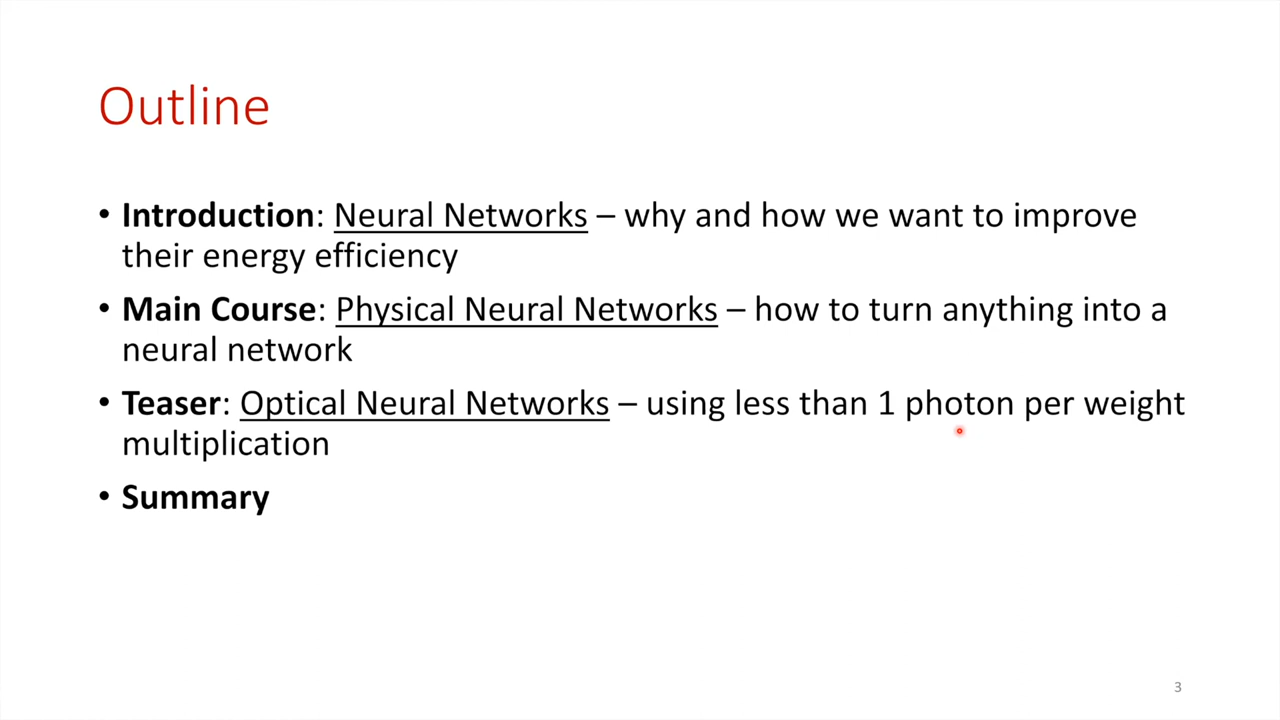 Outline
• Introduction: Neural Networks – why and how we want to improve
their energy efficiency
• Main Course: Physical Neural Networks – how to turn anything into a
neural network
• Teaser: Optical Neural Networks – using less than 1 photon per weight
multiplication
• Summary
3